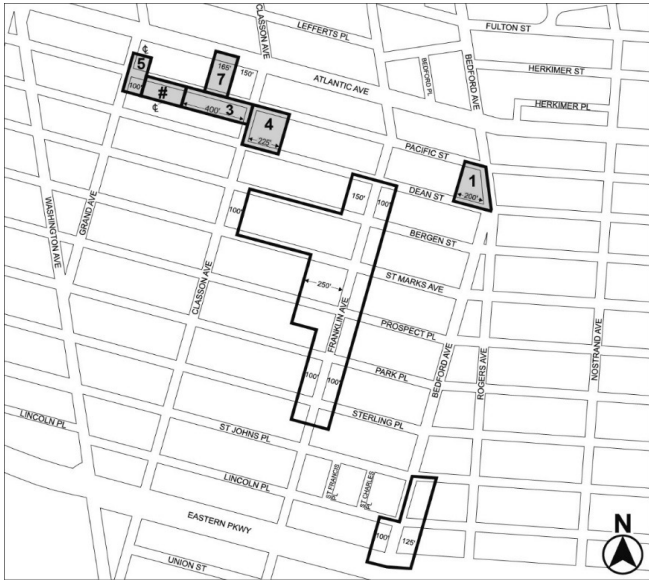 LEFFERTS PL
CLASSON AVE
FULTON ST
HERKIMER ST
HERKIMER PL
BEDFORD PL
BEDFORD AVE
ATLANTIC AVE
℄
5
100'
#
℄
165'
7
150'
400'
3
4
225'
PACIFIC ST
1
200'
DEAN ST
150'
100'
100'
BERGEN ST
WASHINGTON AVE
GRAND AVE
CLASSON AVE
250'
ST MARKS AVE
FRANKLIN AVE
PROSPECT PL
BEDFORD AVE
ROGERS AVE
NOSTRAND AVE
PARK PL
100'
100'
STERLING PL
LINCOLN PL
ST JOHNS PL
LINCOLN PL
ST FRANCIS PL
ST CHARLES PL
EASTERN PKWY
100'
125'
UNION ST
N